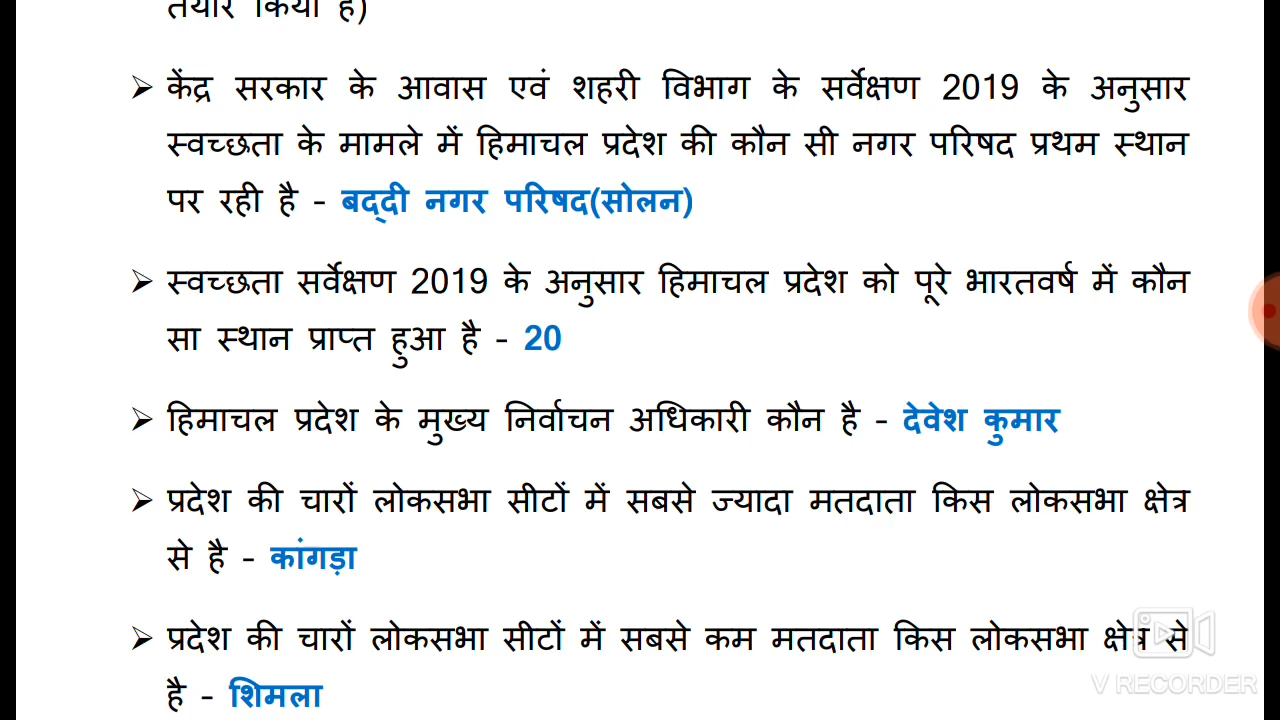 तैयार किया है)
➢ केंद्र सरकार के आवास एवं शहरी विभाग के सर्वेक्षण 2019 के अनुसार
स्वच्छता के मामले में हिमाचल प्रदेश की कौन सी नगर परिषद प्रथम स्थान
पर रही है - बद्दी नगर परिषद(सोलन)
➢ स्वच्छता सर्वेक्षण 2019 के अनुसार हिमाचल प्रदेश को पूरे भारतवर्ष में कौन
सा स्थान प्राप्त हुआ है - 20
➢ हिमाचल प्रदेश के मुख्य निर्वाचन अधिकारी कौन है - देवेश कुमार
➢ प्रदेश की चारों लोकसभा सीटों में सबसे ज्यादा मतदाता किस लोकसभा क्षेत्र
से है - कांगड़ा
➢ प्रदेश की चारों लोकसभा सीटों में सबसे कम मतदाता किस लोकसभा क्षेत्र से
है - शिमला
V RECORDER